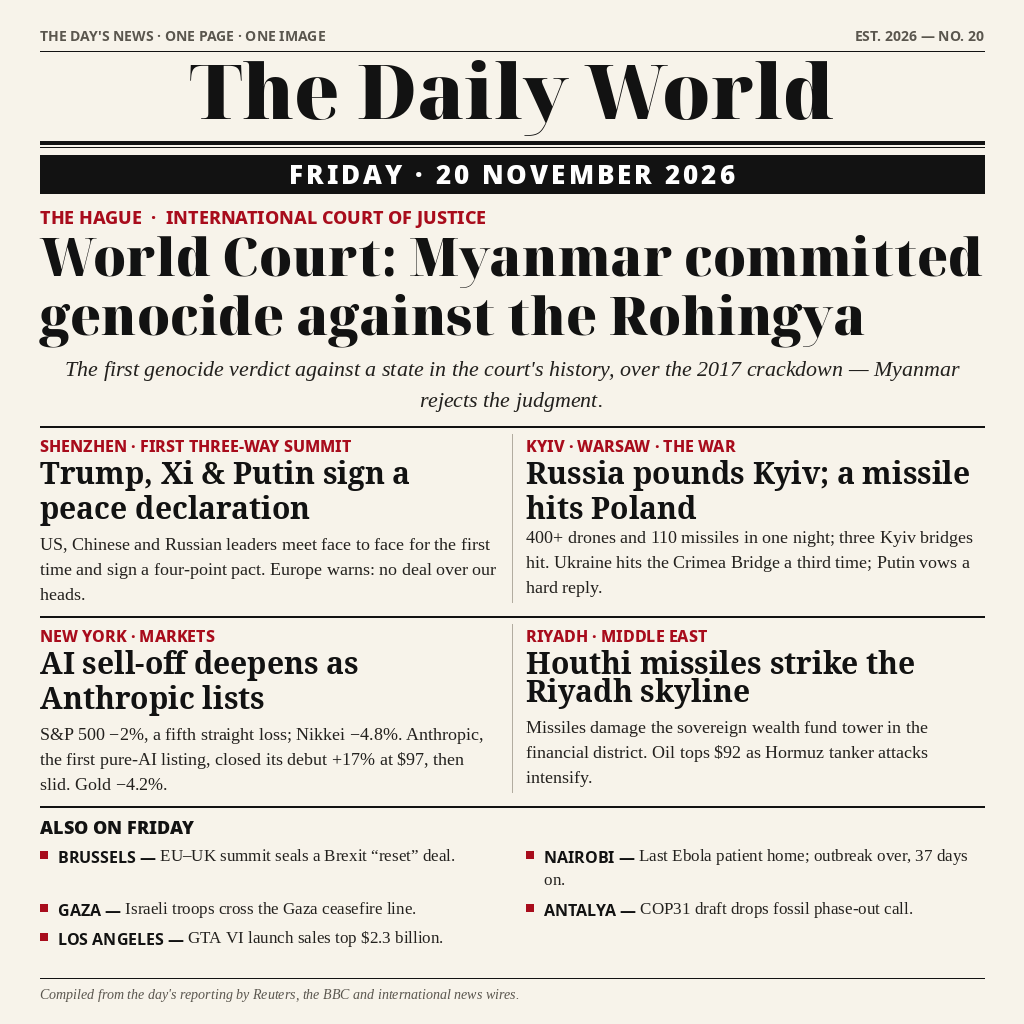 THE DAY'S NEWS · ONE PAGE · ONE IMAGE
EST. 2026 — NO. 20
The Daily World
FRIDAY · 20 NOVEMBER 2026
THE HAGUE · INTERNATIONAL COURT OF JUSTICE
World Court: Myanmar committed
genocide against the Rohingya
The first genocide verdict against a state in the court's history, over the 2017 crackdown — Myanmar
rejects the judgment.
SHENZHEN · FIRST THREE-WAY SUMMIT
Trump, Xi & Putin sign a
peace declaration
US, Chinese and Russian leaders meet face to face for the first
time and sign a four-point pact. Europe warns: no deal over our
heads.
KYIV · WARSAW · THE WAR
Russia pounds Kyiv; a missile
hits Poland
400+ drones and 110 missiles in one night; three Kyiv bridges
hit. Ukraine hits the Crimea Bridge a third time; Putin vows a
hard reply.
NEW YORK · MARKETS
AI sell-off deepens as
Anthropic lists
S&P 500 −2%, a fifth straight loss; Nikkei −4.8%. Anthropic,
the first pure-AI listing, closed its debut +17% at $97, then
slid. Gold −4.2%.
RIYADH · MIDDLE EAST
Houthi missiles strike the
Riyadh skyline
Missiles damage the sovereign wealth fund tower in the
financial district. Oil tops $92 as Hormuz tanker attacks
intensify.
ALSO ON FRIDAY
BRUSSELS — EU–UK summit seals a Brexit “reset” deal.
NAIROBI — Last Ebola patient home; outbreak over, 37 days
on.
GAZA — Israeli troops cross the Gaza ceasefire line.
ANTALYA — COP31 draft drops fossil phase-out call.
LOS ANGELES — GTA VI launch sales top $2.3 billion.
Compiled from the day's reporting by Reuters, the BBC and international news wires.